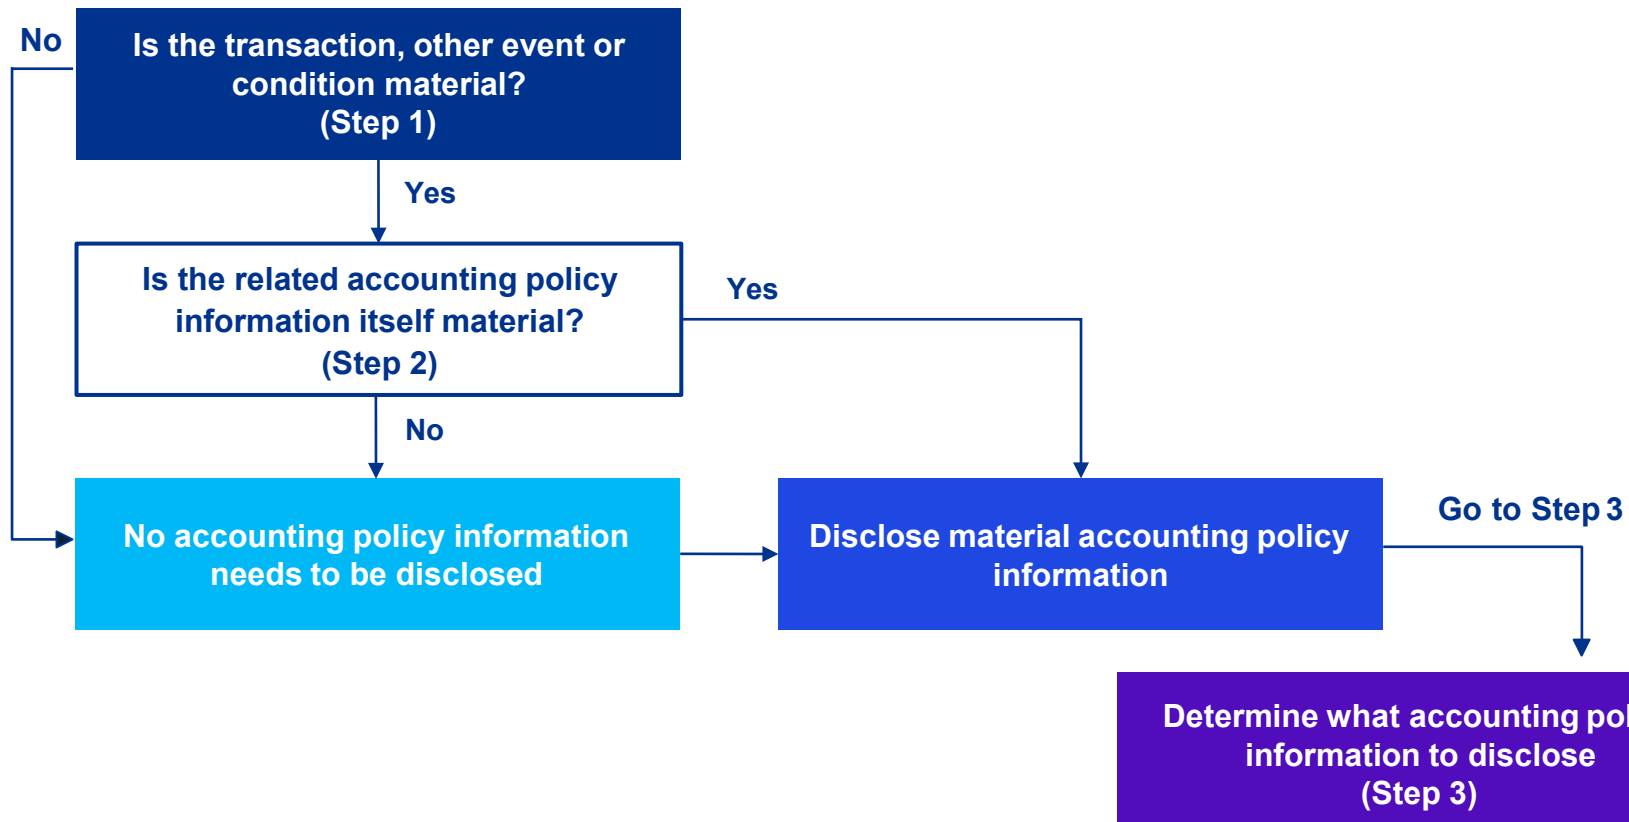 No
Is the transaction, other event or
condition material?
(Step 1)
Yes
Is the related accounting policy
information itself material?
(Step 2)
Yes
No
No accounting policy information
needs to be disclosed
Disclose material accounting policy
information
Go to Step 3
Determine what accounting pol
information to disclose
(Step 3)